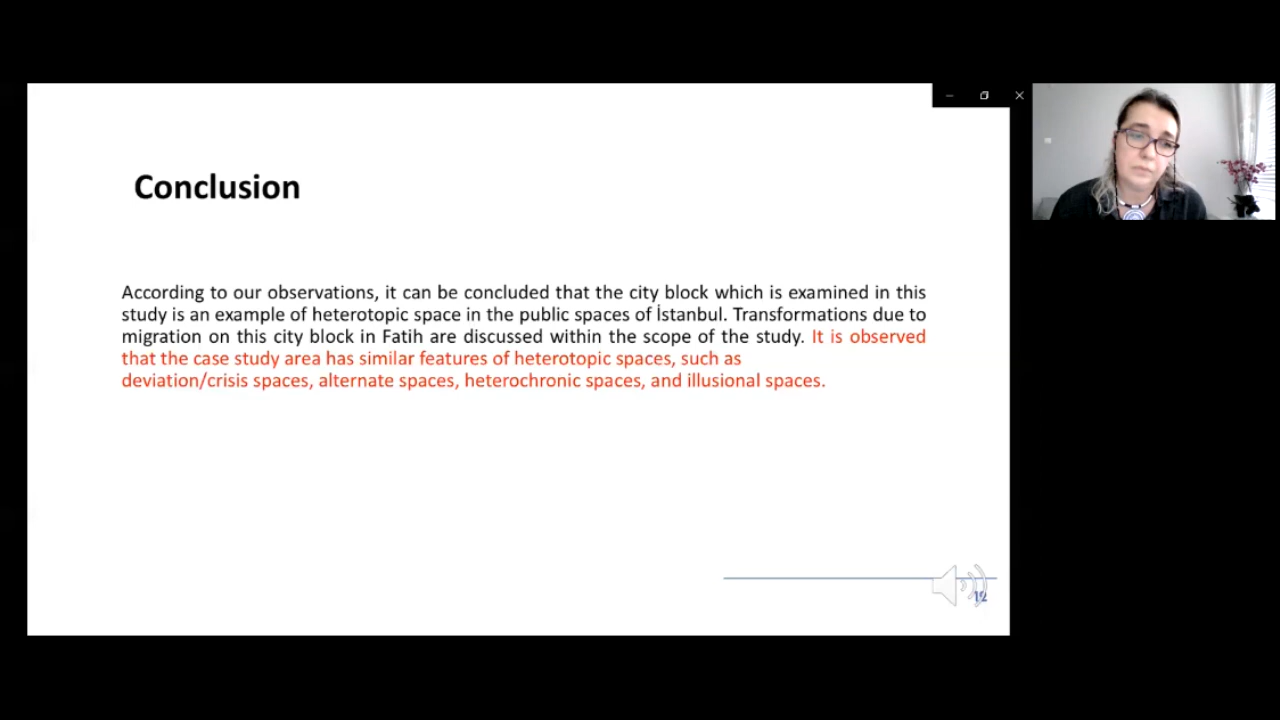 Conclusion
According to our observations, it can be concluded that the city block which is examined in this
study is an example of heterotopic space in the public spaces of İstanbul. Transformations due to
migration on this city block in Fatih are discussed within the scope of the study. It is observed
that the case study area has similar features of heterotopic spaces, such as
deviation/crisis spaces, alternate spaces, heterochronic spaces, and illusional spaces.